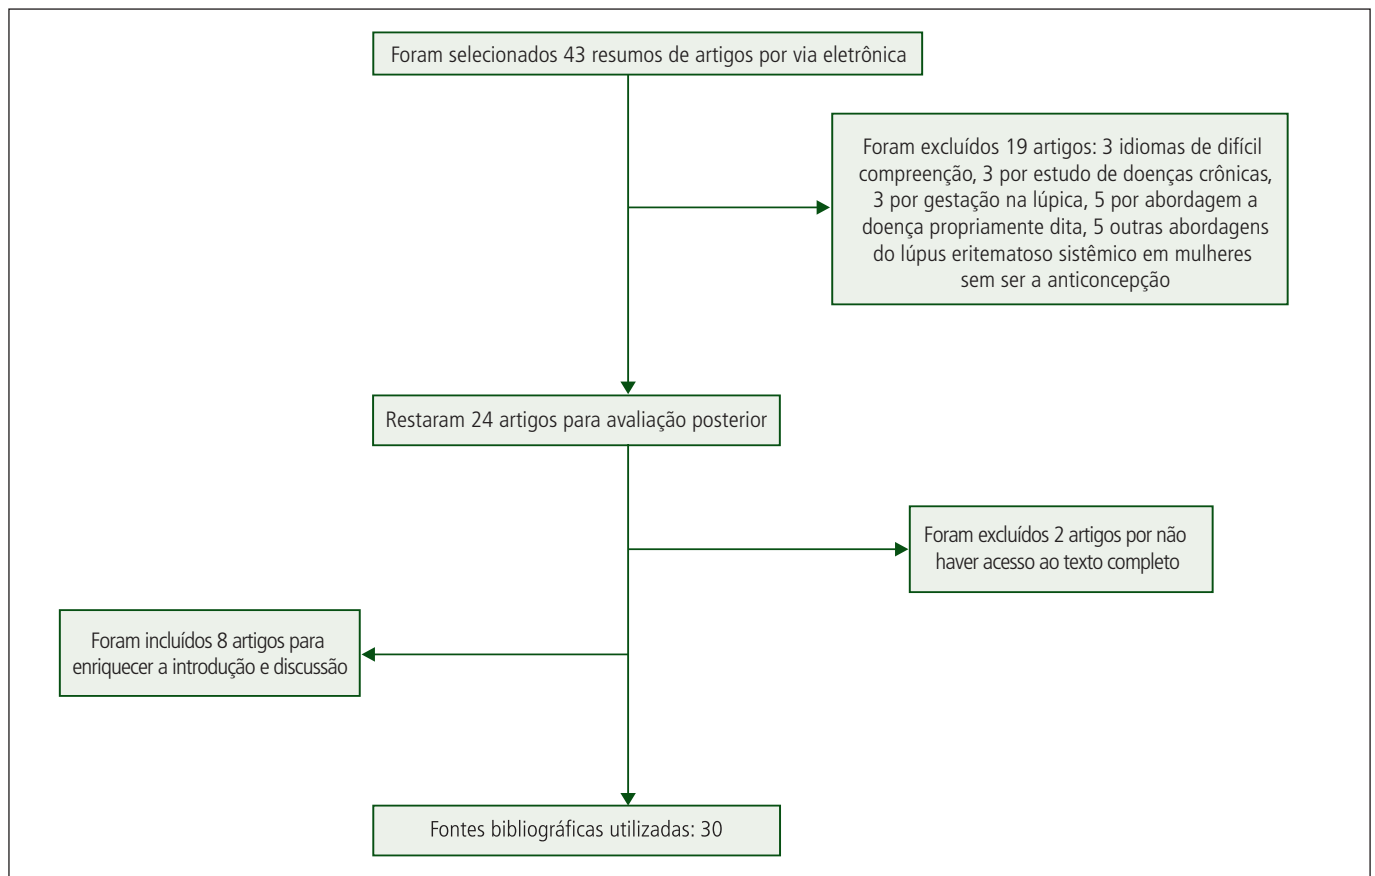 Foram selecionados 43 resumos de artigos por via eletrônica
Foram excluídos 19 artigos: 3 idiomas de difícil
compreenção, 3 por estudo de doenças crônicas,
3 por gestação na lúpica, 5 por abordagem a
doença propriamente dita, 5 outras abordagens
do lúpus eritematoso sistêmico em mulheres
sem ser a anticoncepção
Restaram 24 artigos para avaliação posterior
Foram excluídos 2 artigos por não
haver acesso ao texto completo
Foram incluídos 8 artigos para
enriquecer a introdução e discussão
Fontes bibliográficas utilizadas: 30